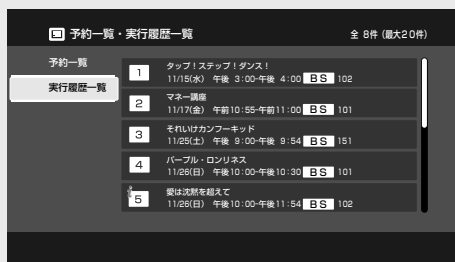 予約一覧・実行履歴一覧
全 8件 (最大20件)
予約一覧
実行履歴一覧
1
タップ!ステップ!ダンス!
11/15(水) 午後 3:00-午後 4:00 BS 102
2
マネー講座
11/17(金) 午前10:55-午前11:00 BS 101
3
それいけカンフーキッド
11/25(土) 午後 9:00-午後 9:54 BS 151
4
パープル・ロンリネス
11/26(日) 午後10:00-午後10:30 BS 101
5
愛は沈黙を超えて
11/26(日) 午後10:00-午後11:54 BS 102